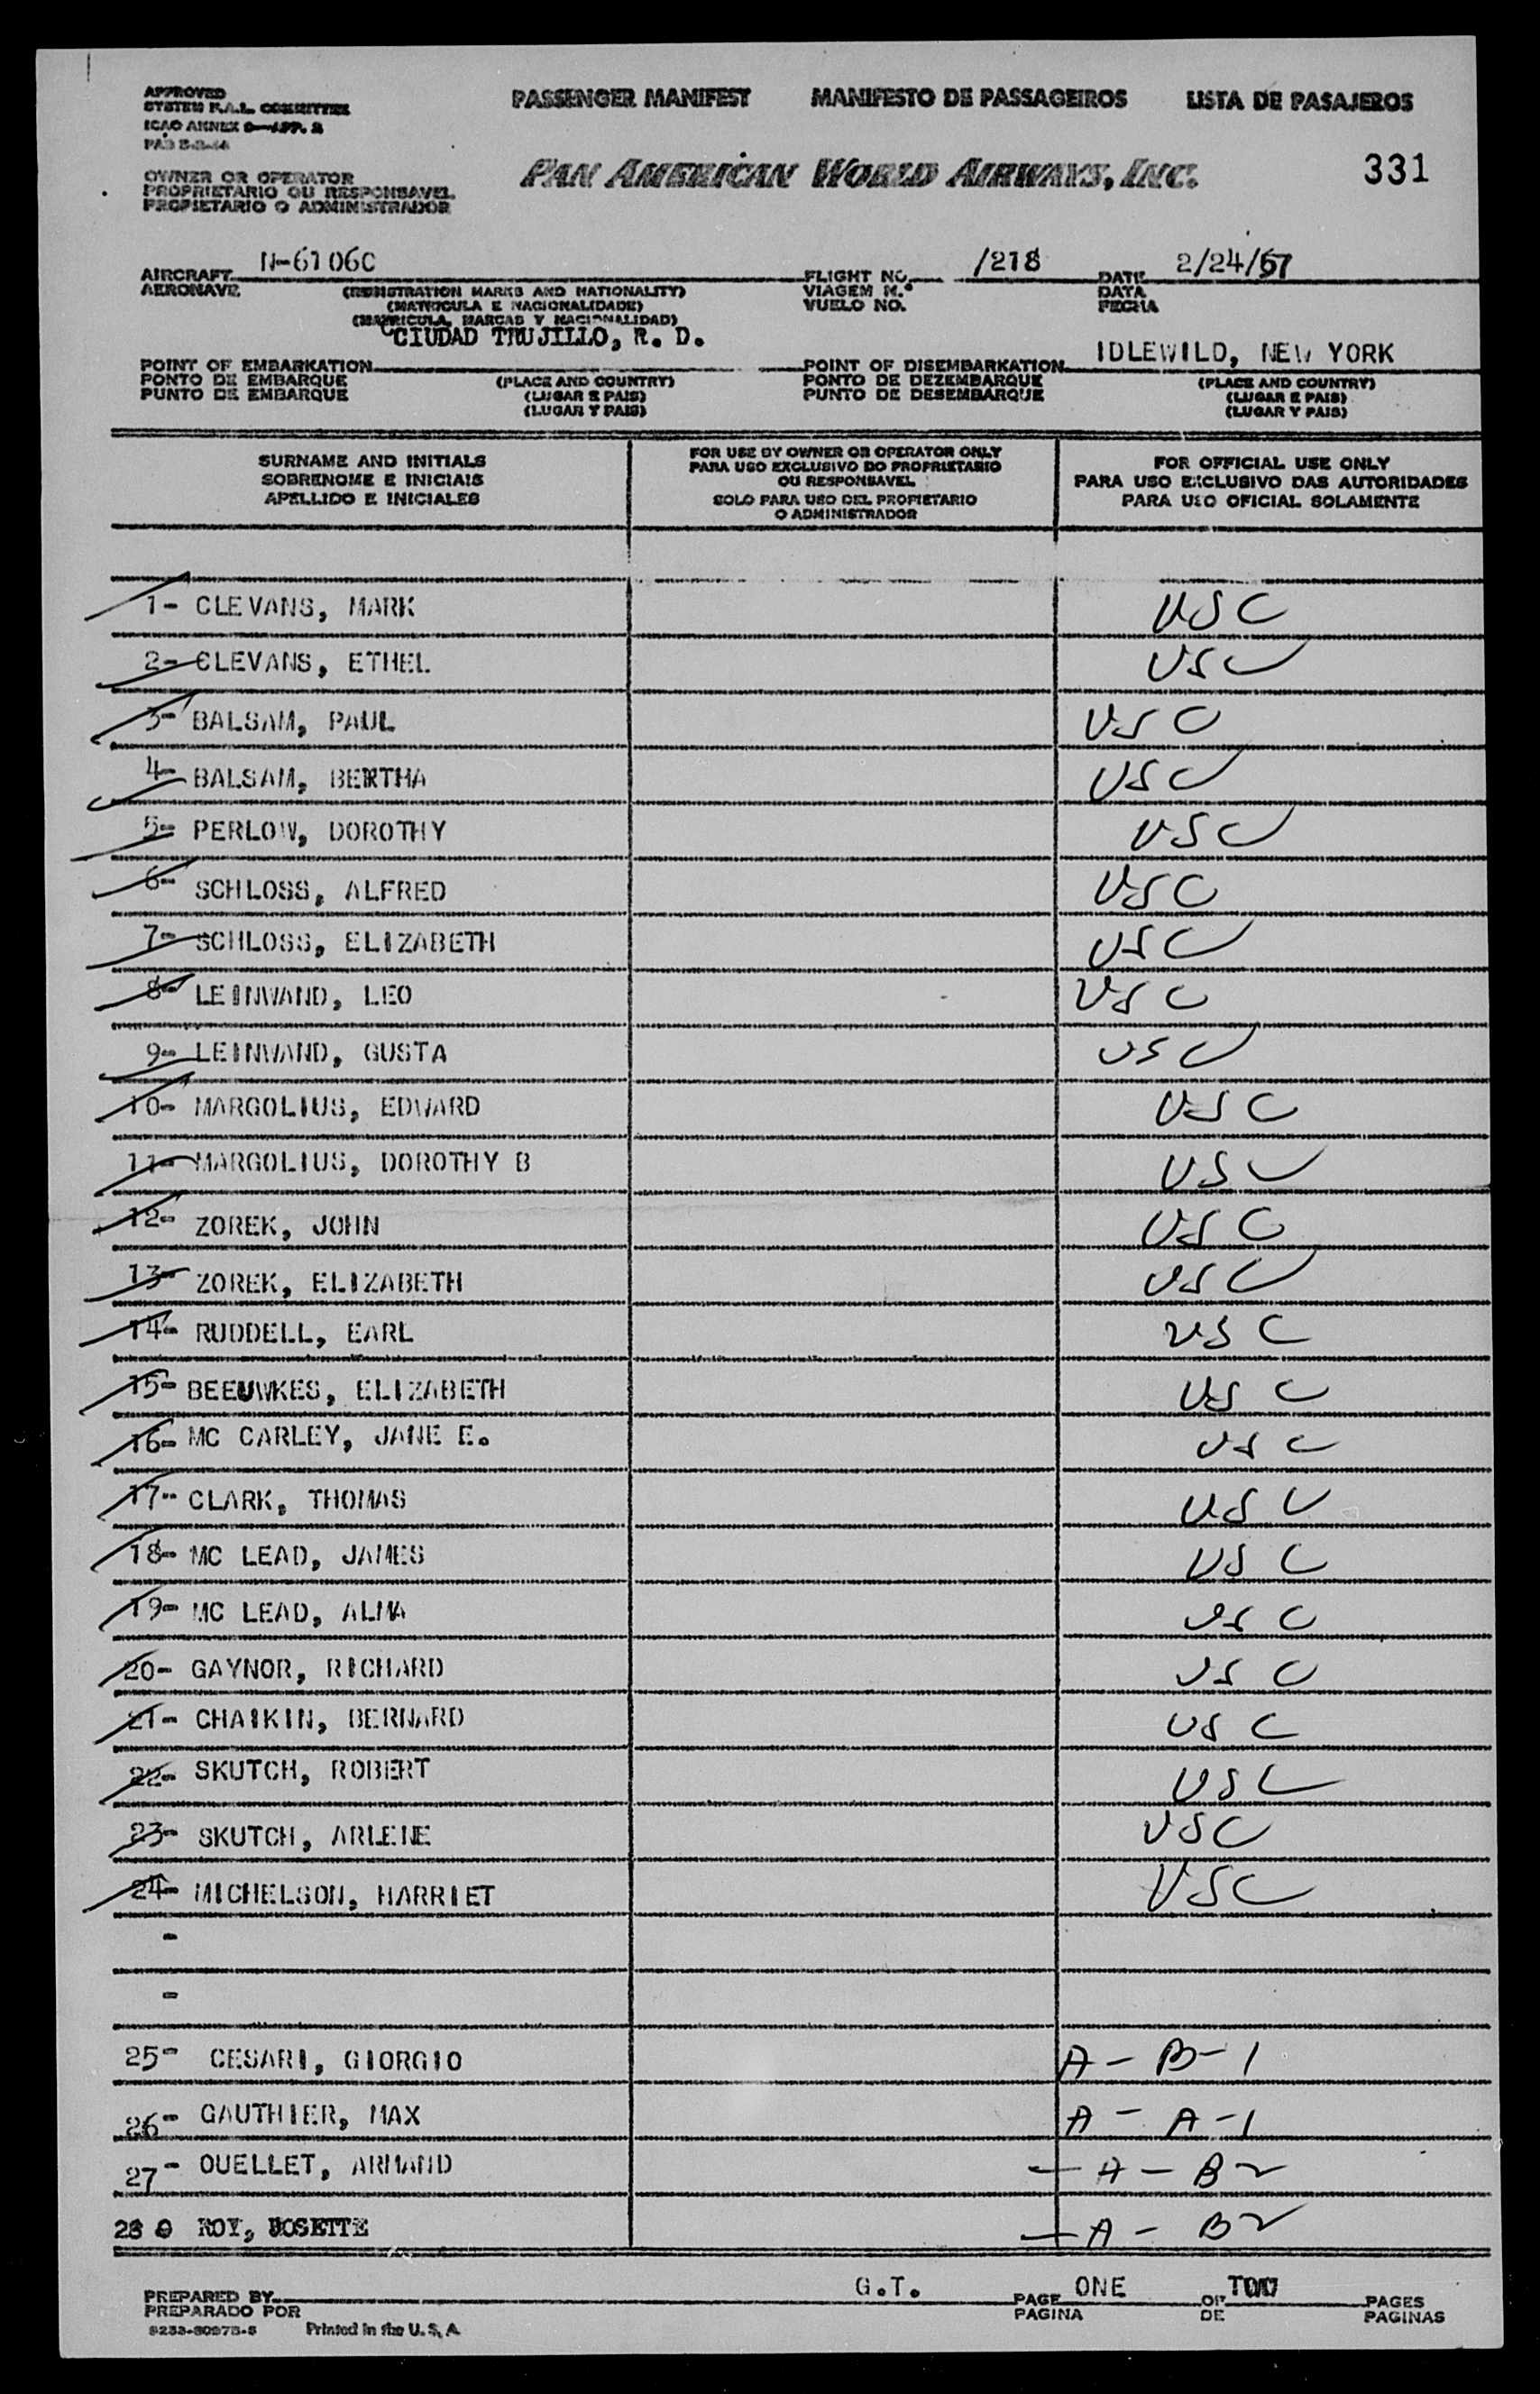 APPROVED
SYSTEM F.A.L. COMMITTEE
ICAO ANNEX 9—APP. 2
PASSENGER MANIFEST MANIFESTO DE PASSAGEIROS LISTA DE PASAJEROS
OWNER OR OPERATOR
PROPRIETARIO OU RESPONSAVEL
PROPIETARIO O ADMINISTRADOR
PAN AMERICAN WORLD AIRWAYS, INC. 331
AIRCRAFT N-6106C FLIGHT NO. /218 DATE 2/24/57
AERONAVE (REGISTRATION MARKS AND NATIONALITY) VIAGEM N.º DATA
(MATRICULA E NACIONALIDADE) VUELO NO. FECHA
(MATRICULA, MARCAS Y NACIONALIDAD)
CIUDAD TRUJILLO, R. D. IDLEWILD, NEW YORK
POINT OF EMBARKATION POINT OF DISEMBARKATION
PONTO DE EMBARQUE (PLACE AND COUNTRY) PONTO DE DEZEMBARQUE (PLACE AND COUNTRY)
PUNTO DE EMBARQUE (LUGAR E PAIS) PUNTO DE DESEMBARQUE (LUGAR E PAIS)
(LUGAR Y PAIS) (LUGAR Y PAIS)
SURNAME AND INITIALS
SOBRENOME E INICIAIS
APELLIDO E INICIALES
FOR USE BY OWNER OR OPERATOR ONLY
PARA USO EXCLUSIVO DO PROPRIETARIO
OU RESPONSAVEL
SOLO PARA USO DEL PROPIETARIO
O ADMINISTRADOR
FOR OFFICIAL USE ONLY
PARA USO EXCLUSIVO DAS AUTORIDADES
PARA USO OFICIAL SOLAMENTE
1- CLEVANS, MARK USC
2- CLEVANS, ETHEL USC
3- BALSAM, PAUL USC
4- BALSAM, BERTHA USC
5- PERLOW, DOROTHY USC
6- SCHLOSS, ALFRED USC
7- SCHLOSS, ELIZABETH USC
8- LEINWAND, LEO USC
9- LEINWAND, GUSTA USC
10- MARGOLIUS, EDWARD USC
11- MARGOLIUS, DOROTHY B USC
12- ZOREK, JOHN USC
13- ZOREK, ELIZABETH USC
14- RUDDELL, EARL USC
15- BEEUWKES, ELIZABETH USC
16- MC CARLEY, JANE E. USC
17- CLARK, THOMAS USC
18- MC LEAD, JAMES USC
19- MC LEAD, ALMA USC
20- GAYNOR, RICHARD USC
21- CHAIKIN, BERNARD USC
22- SKUTCH, ROBERT USC
23- SKUTCH, ARLENE USC
24- MICHELSON, HARRIET USC
-
-
25- CESARI, GIORGIO A - B - 1
26- GAUTHIER, MAX A - A - 1
27- OUELLET, ARMAND - A - B2
28 ROY, JOSETTE - A - B2
PREPARED BY G.T. PAGE ONE OF TWO PAGES
PREPARADO POR PAGINA DE PAGINAS
Printed in the U.S.A.